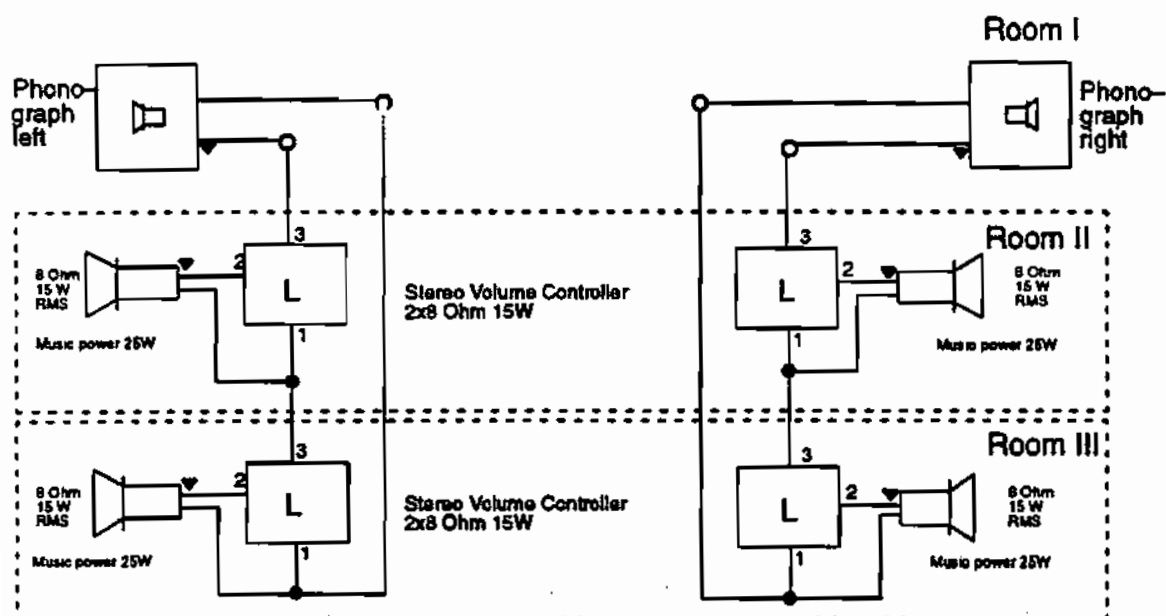 Room I
Phono-
graph
left
Phono-
graph
right
3
3
Room II
8 Ohm
15 W
RMS
2
L
Stereo Volume Controller
2x8 Ohm 15W
L
2
8 Ohm
15 W
RMS
Music power 25W
1
1
Music power 25W
Room III
3
3
8 Ohm
15 W
RMS
2
L
Stereo Volume Controller
2x8 Ohm 15W
L
2
8 Ohm
15 W
RMS
Music power 25W
1
1
Music power 25W